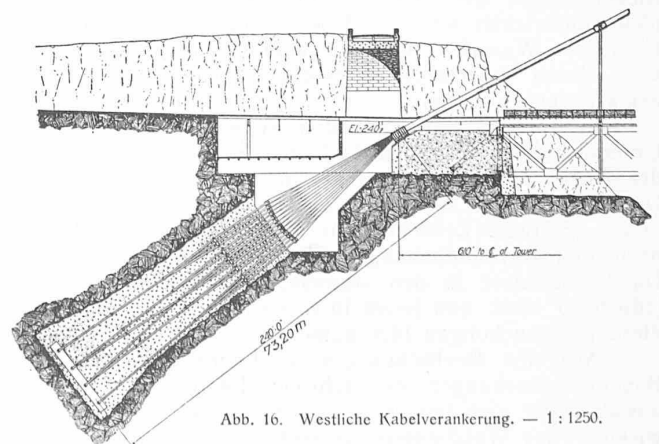 El-240'
610' to ℄ of Tower
240.0
73,20 m
Abb. 16. Westliche Kabelverankerung. — 1:1250.